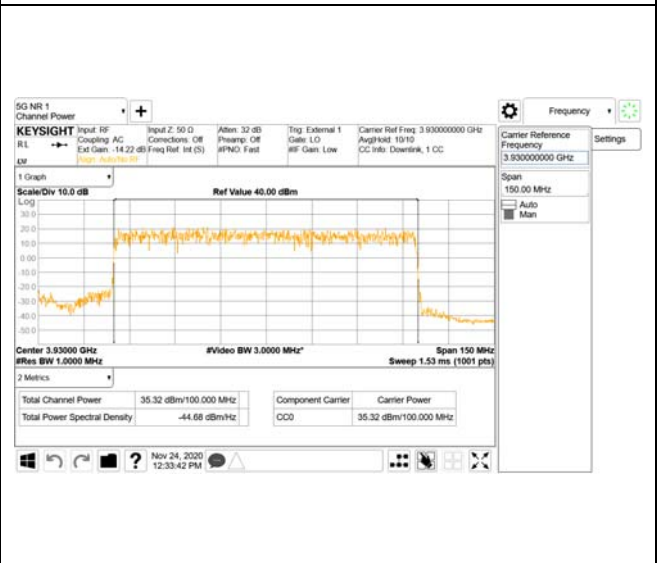 5G NR 1
Channel Power
Frequency
KEYSIGHT
Input: RF
Input Z: 50 Ω
Atten: 32 dB
Trig: External 1
Carrier Ref Freq: 3.930000000 GHz
R L
Coupling: AC
Corrections: Off
Preamp: Off
Gate: LO
Avg|Hold: 10/10
Ext Gain: -14.22 dB
Freq Ref: Int (S)
#PNO: Fast
#IF Gain: Low
CC Info: Downlink, 1 CC
Align: Auto/No RF
Carrier Reference
Frequency
3.930000000 GHz
Settings
Span
150.00 MHz
Auto
Man
1 Graph
Scale/Div 10.0 dB
Ref Value 40.00 dBm
Log
30.0
20.0
10.0
0.00
-10.0
-20.0
-30.0
-40.0
-50.0
Center 3.93000 GHz
#Video BW 3.0000 MHz*
Span 150 MHz
#Res BW 1.0000 MHz
Sweep 1.53 ms (1001 pts)
2 Metrics
Total Channel Power
35.32 dBm/100.000 MHz
Component Carrier
Carrier Power
Total Power Spectral Density
-44.68 dBm/Hz
CC0
35.32 dBm/100.000 MHz
?
Nov 24, 2020
12:33:42 PM